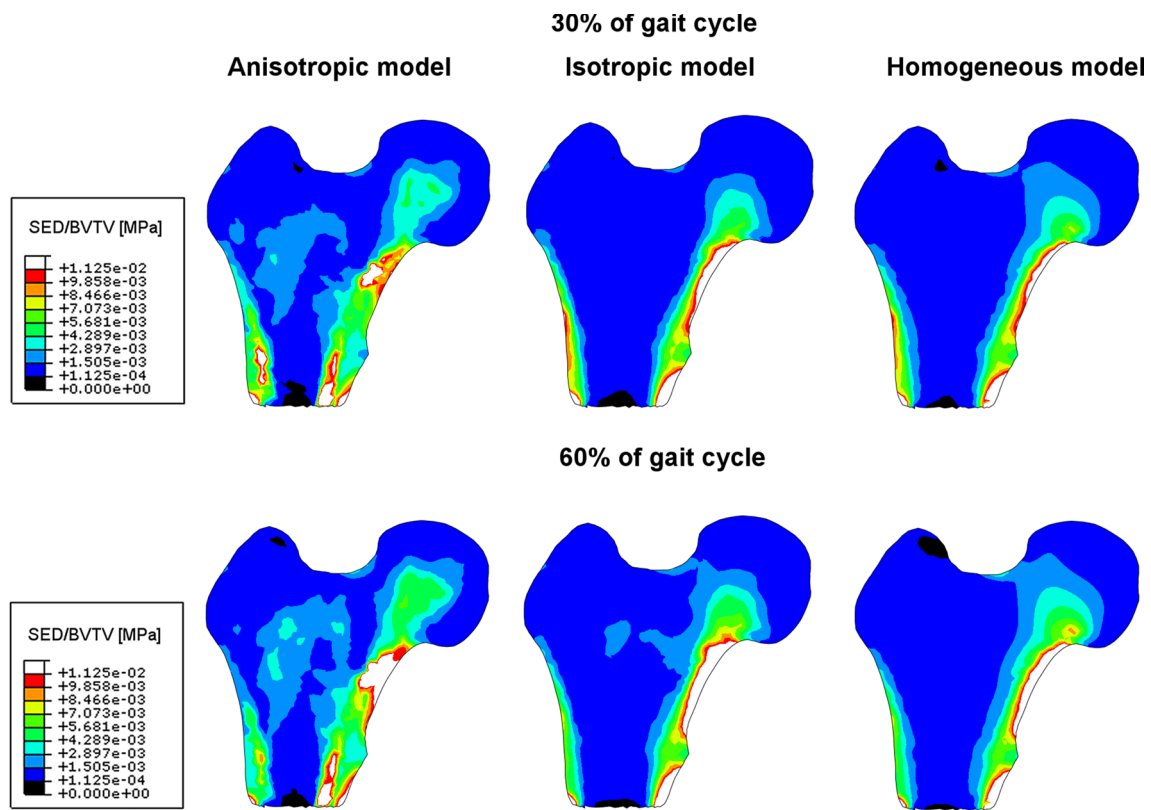 30% of gait cycle
Anisotropic model
Isotropic model
Homogeneous model
SED/BVTV [MPa]
+1.125e-02
+9.858e-03
+8.466e-03
+7.073e-03
+5.681e-03
+4.289e-03
+2.897e-03
+1.505e-03
+1.125e-04
+0.000e+00
60% of gait cycle
SED/BVTV [MPa]
+1.125e-02
+9.858e-03
+8.466e-03
+7.073e-03
+5.681e-03
+4.289e-03
+2.897e-03
+1.505e-03
+1.125e-04
+0.000e+00